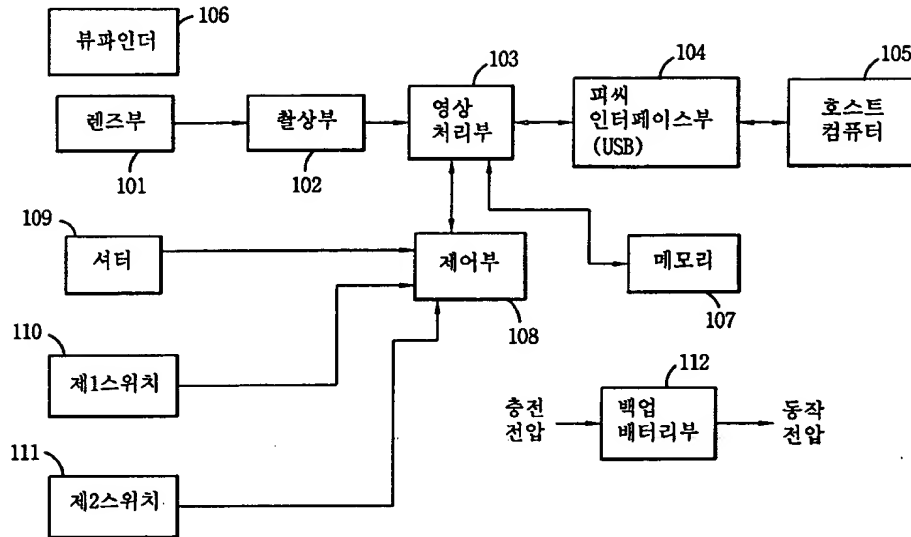 106
뷰파인더
103
104
105
렌즈부
촬상부
영상
처리부
피씨
인터페이스부
(USB)
호스트
컴퓨터
101
102
109
셔터
제어부
메모리
108
107
110
제1스위치
112
충전
전압
백업
배터리부
동작
전압
111
제2스위치